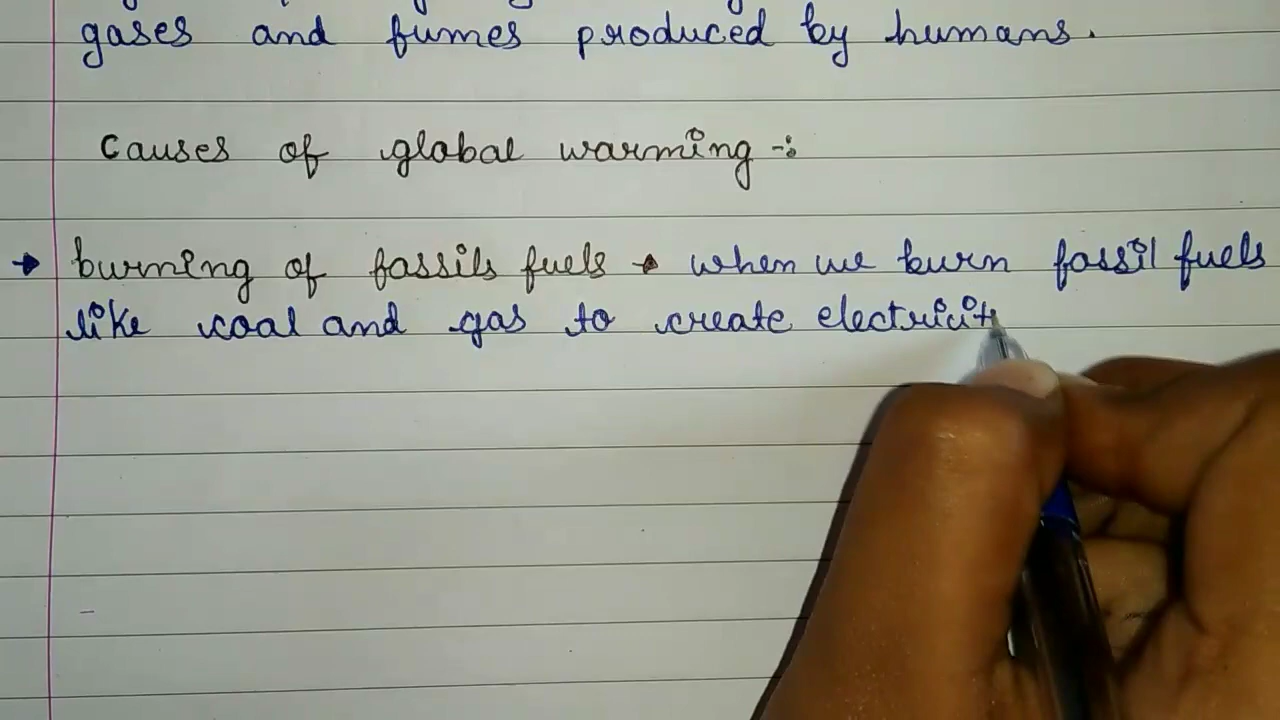 gases and fumes produced by humans.
Causes of global warming -:
→ burning of fossils fuels → when we burn fossil fuels
like coal and gas to create electricit